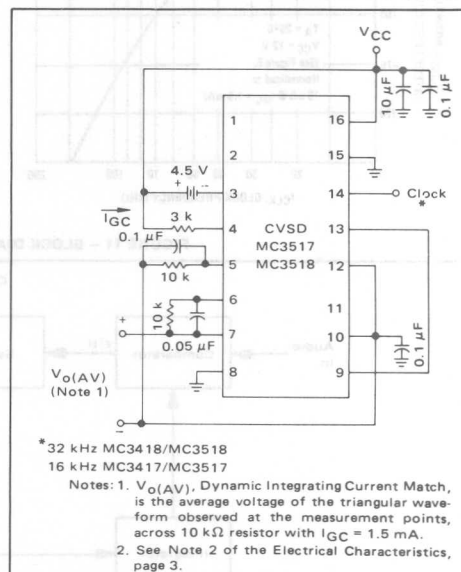 VCC
10 µF
0.1 µF
1
16
2
15
4.5 V
+ -
3
14
Clock
*
IGC
3 k
4
CVSD
MC3517
MC3518
13
0.1 µF
5
12
10 k
6
11
10 k
+
7
10
0.05 µF
0.1 µF
Vo(AV)
(Note 1)
8
9
-
*32 kHz MC3418/MC3518
16 kHz MC3417/MC3517
Notes: 1. Vo(AV), Dynamic Integrating Current Match,
is the average voltage of the triangular wave-
form observed at the measurement points,
across 10 kΩ resistor with IGC = 1.5 mA.
2. See Note 2 of the Electrical Characteristics,
page 3.